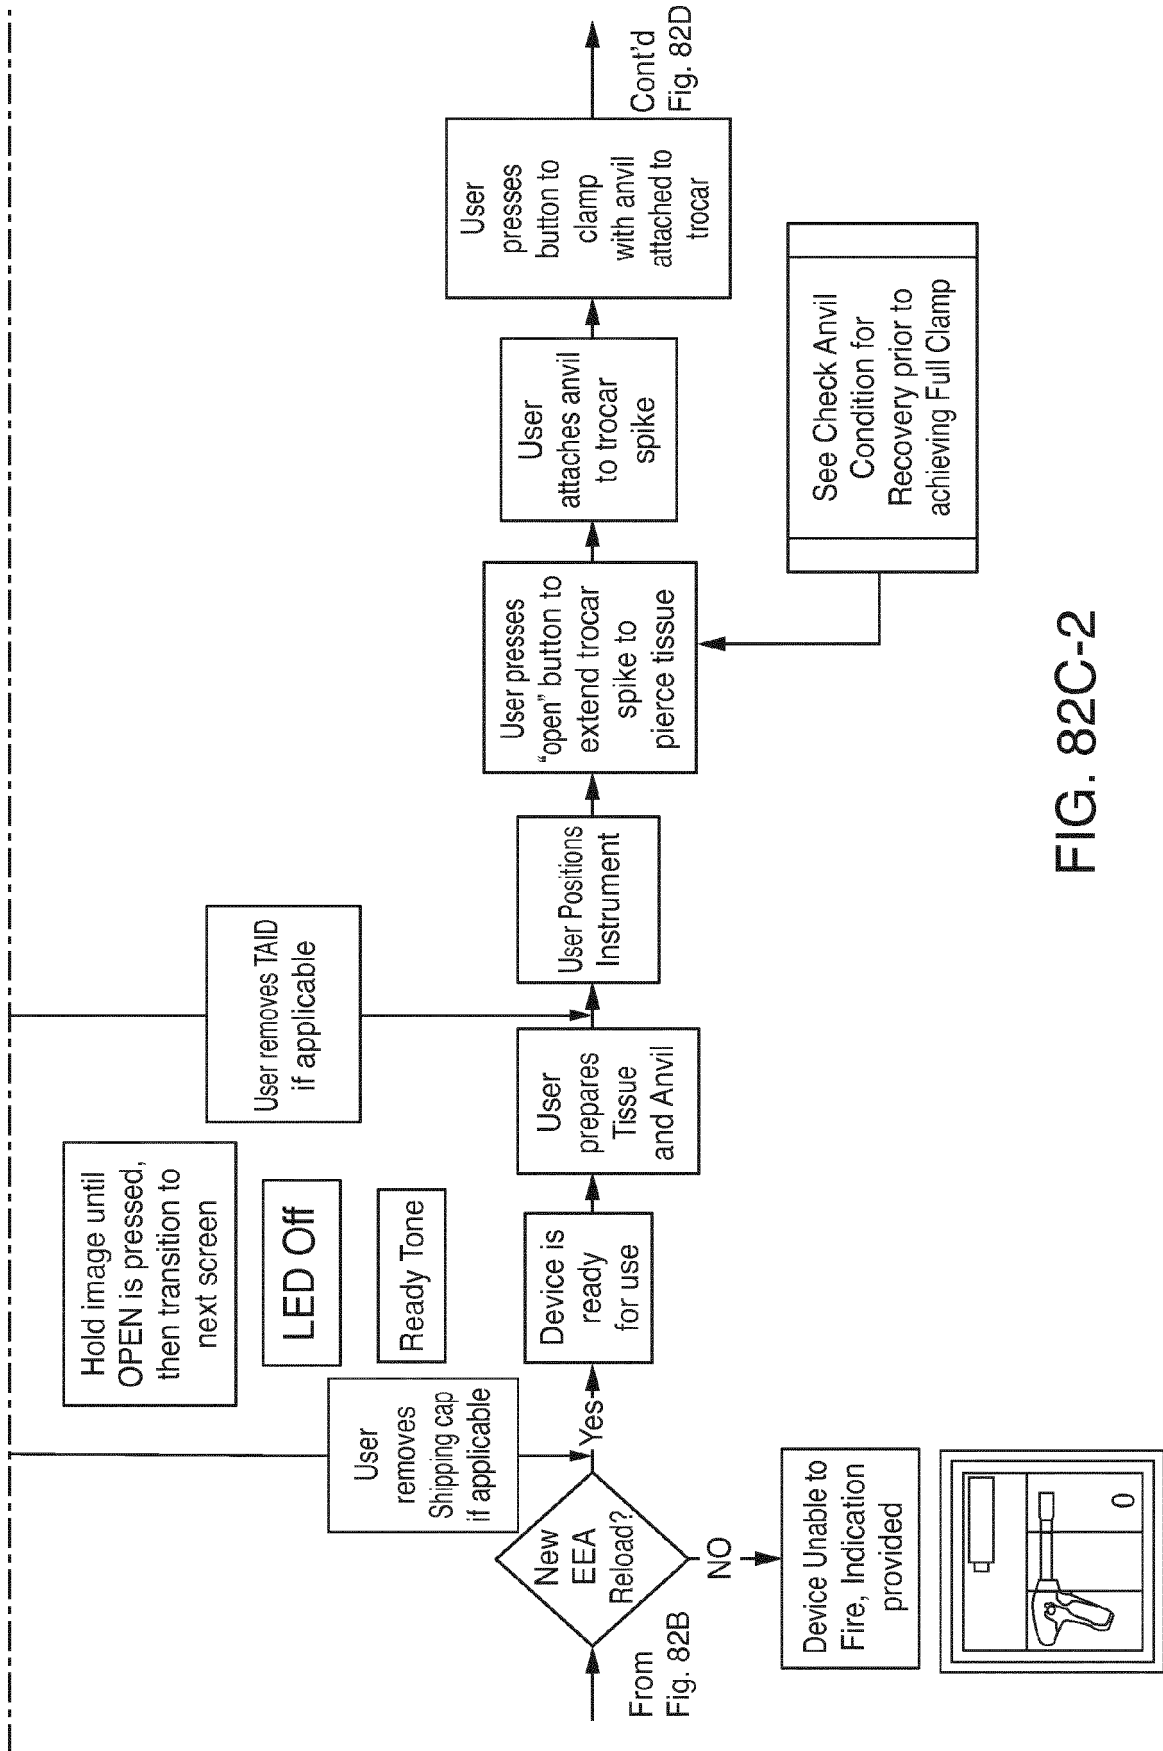 Hold image until
OPEN is pressed,
then transition to
next screen
LED Off
Ready Tone
User removes TAID
if applicable
User
removes
Shipping cap
if applicable
From
Fig. 82B
New
EEA
Reload?
Yes
NO
Device Unable to
Fire, Indication
provided
0
Device is
ready
for use
User
prepares
Tissue
and Anvil
User Positions
Instrument
User presses
“open” button to
extend trocar
spike to
pierce tissue
User
attaches anvil
to trocar
spike
User
presses
button to
clamp
with anvil
attached to
trocar
Cont'd
Fig. 82D
See Check Anvil
Condition for
Recovery prior to
achieving Full Clamp
FIG. 82C-2